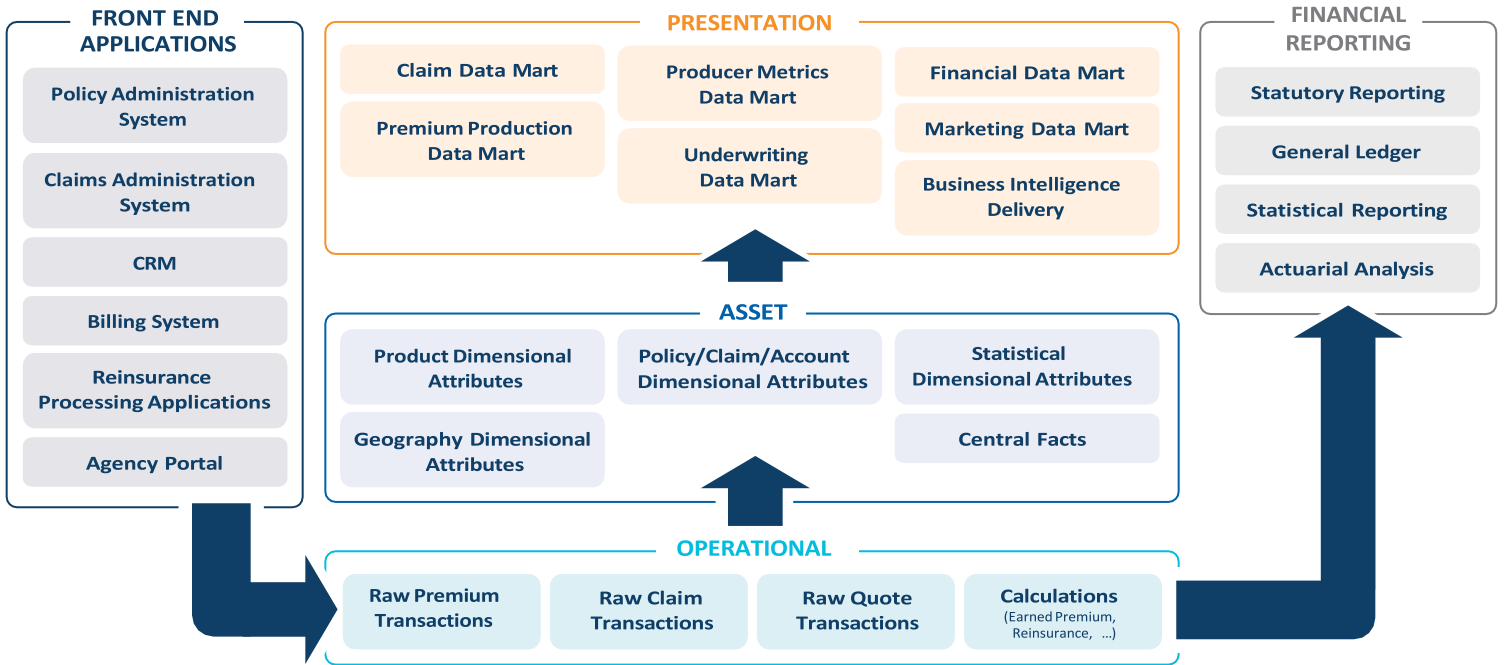 FRONT END
APPLICATIONS
Policy Administration
System
Claims Administration
System
CRM
Billing System
Reinsurance
Processing Applications
Agency Portal
PRESENTATION
Claim Data Mart
Premium Production
Data Mart
Producer Metrics
Data Mart
Underwriting
Data Mart
Financial Data Mart
Marketing Data Mart
Business Intelligence
Delivery
ASSET
Product Dimensional
Attributes
Geography Dimensional
Attributes
Policy/Claim/Account
Dimensional Attributes
Statistical
Dimensional Attributes
Central Facts
OPERATIONAL
Raw Premium
Transactions
Raw Claim
Transactions
Raw Quote
Transactions
Calculations
(Earned Premium,
Reinsurance, ...)
FINANCIAL
REPORTING
Statutory Reporting
General Ledger
Statistical Reporting
Actuarial Analysis